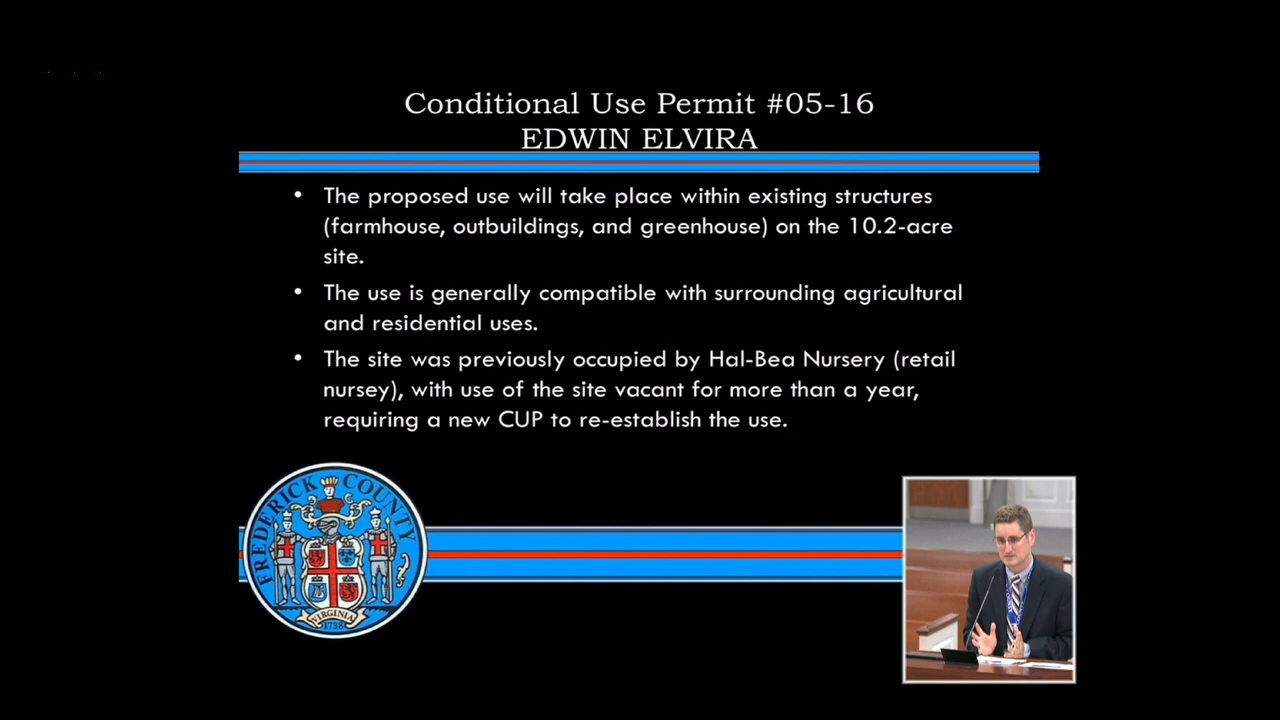 Conditional Use Permit #05-16
EDWIN ELVIRA
• The proposed use will take place within existing structures
(farmhouse, outbuildings, and greenhouse) on the 10.2-acre
site.
• The use is generally compatible with surrounding agricultural
and residential uses.
• The site was previously occupied by Hal-Bea Nursery (retail
nursey), with use of the site vacant for more than a year,
requiring a new CUP to re-establish the use.
FREDERICK COUNTY
VIRGINIA
1738